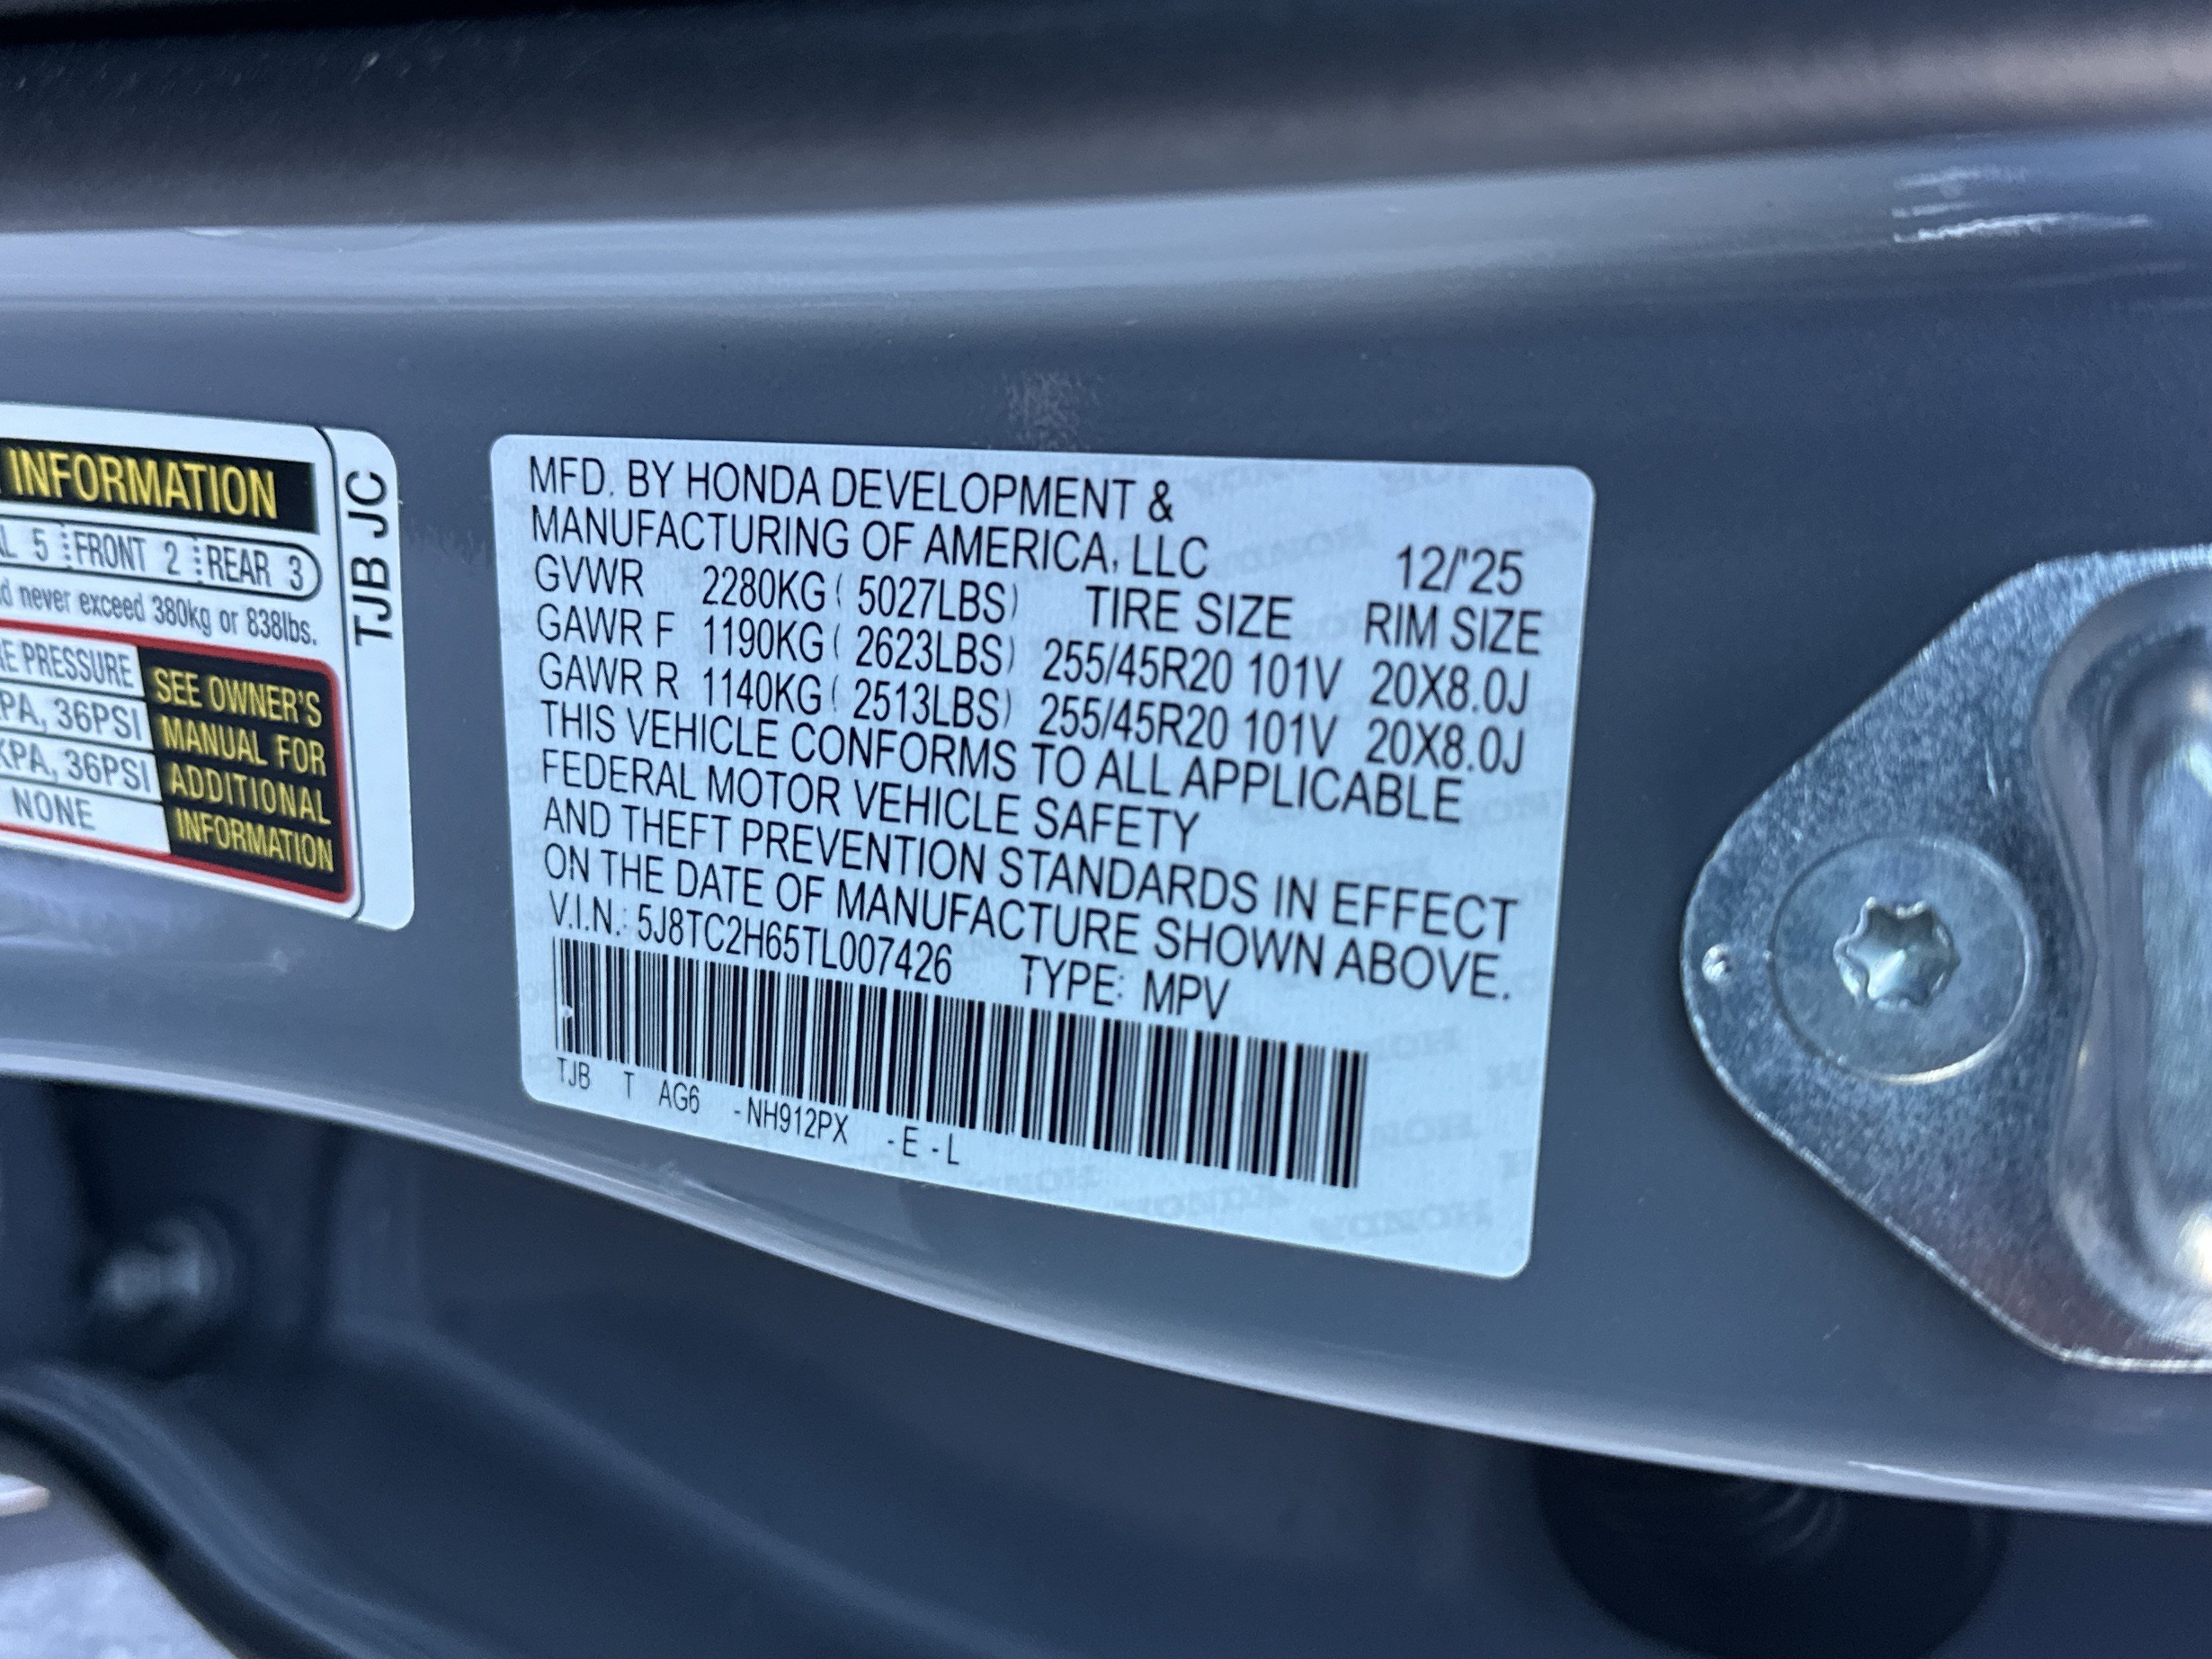 INFORMATION
L 5 FRONT 2 REAR 3
never exceed 380kg or 838lbs.
PRESSURE
PA, 36PSI
KPA, 36PSI
NONE
SEE OWNER'S
MANUAL FOR
ADDITIONAL
INFORMATION
TJB JC
MFD. BY HONDA DEVELOPMENT &
MANUFACTURING OF AMERICA, LLC 12/'25
GVWR 2280KG ( 5027LBS) TIRE SIZE RIM SIZE
GAWR F 1190KG ( 2623LBS) 255/45R20 101V 20X8.0J
GAWR R 1140KG ( 2513LBS) 255/45R20 101V 20X8.0J
THIS VEHICLE CONFORMS TO ALL APPLICABLE
FEDERAL MOTOR VEHICLE SAFETY
AND THEFT PREVENTION STANDARDS IN EFFECT
ON THE DATE OF MANUFACTURE SHOWN ABOVE.
V.I.N.: 5J8TC2H65TL007426 TYPE: MPV
TJB T AG6 -NH912PX -E-L